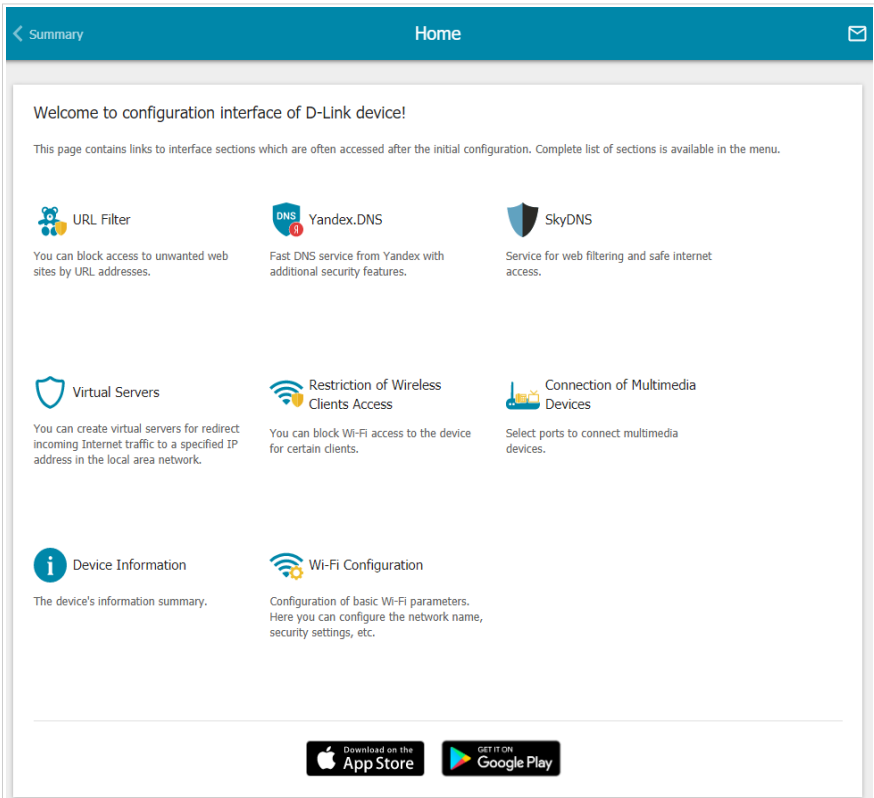 Summary
Home
Welcome to configuration interface of D-Link device!
This page contains links to interface sections which are often accessed after the initial configuration. Complete list of sections is available in the menu.
URL Filter
You can block access to unwanted web
sites by URL addresses.
DNS
Я
Yandex.DNS
Fast DNS service from Yandex with
additional security features.
SkyDNS
Service for web filtering and safe internet
access.
Virtual Servers
You can create virtual servers for redirect
incoming Internet traffic to a specified IP
address in the local area network.
Restriction of Wireless
Clients Access
You can block Wi-Fi access to the device
for certain clients.
Connection of Multimedia
Devices
Select ports to connect multimedia
devices.
i
Device Information
The device's information summary.
Wi-Fi Configuration
Configuration of basic Wi-Fi parameters.
Here you can configure the network name,
security settings, etc.
Download on the
App Store
GET IT ON
Google Play